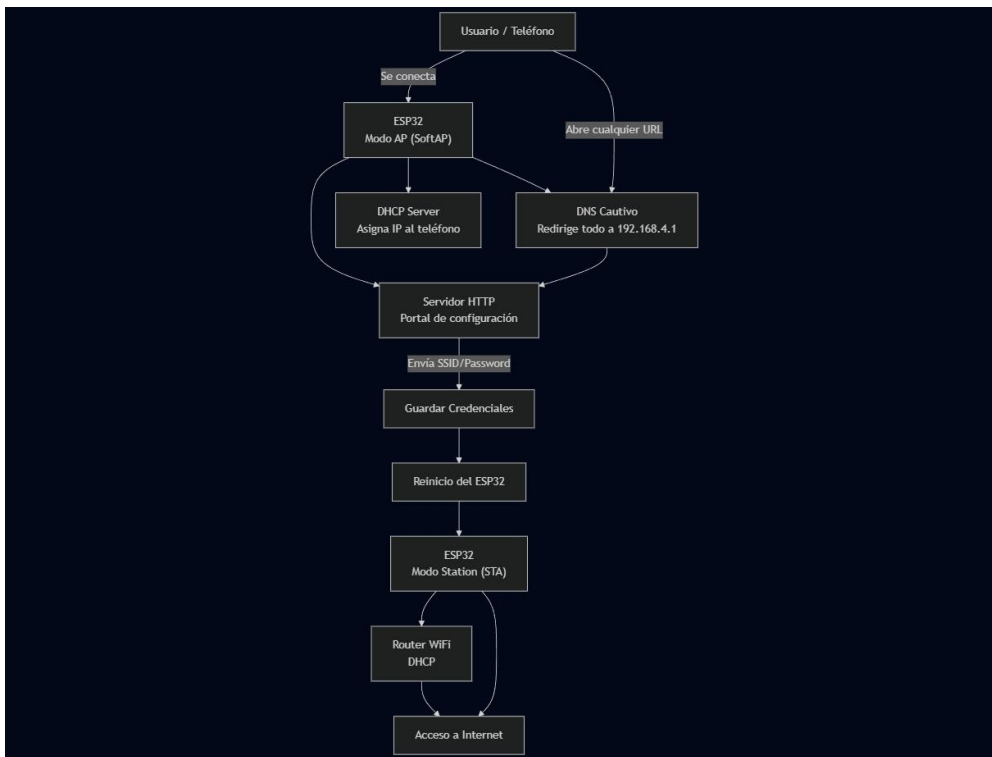 Usuario / Teléfono
Se conecta
ESP32
Modo AP (SoftAP)
Abre cualquier URL
DHCP Server
Asigna IP al teléfono
DNS Cautivo
Redirige todo a 192.168.4.1
Servidor HTTP
Portal de configuración
Envía SSID/Password
Guardar Credenciales
Reinicio del ESP32
ESP32
Modo Station (STA)
Router WiFi
DHCP
Acceso a Internet